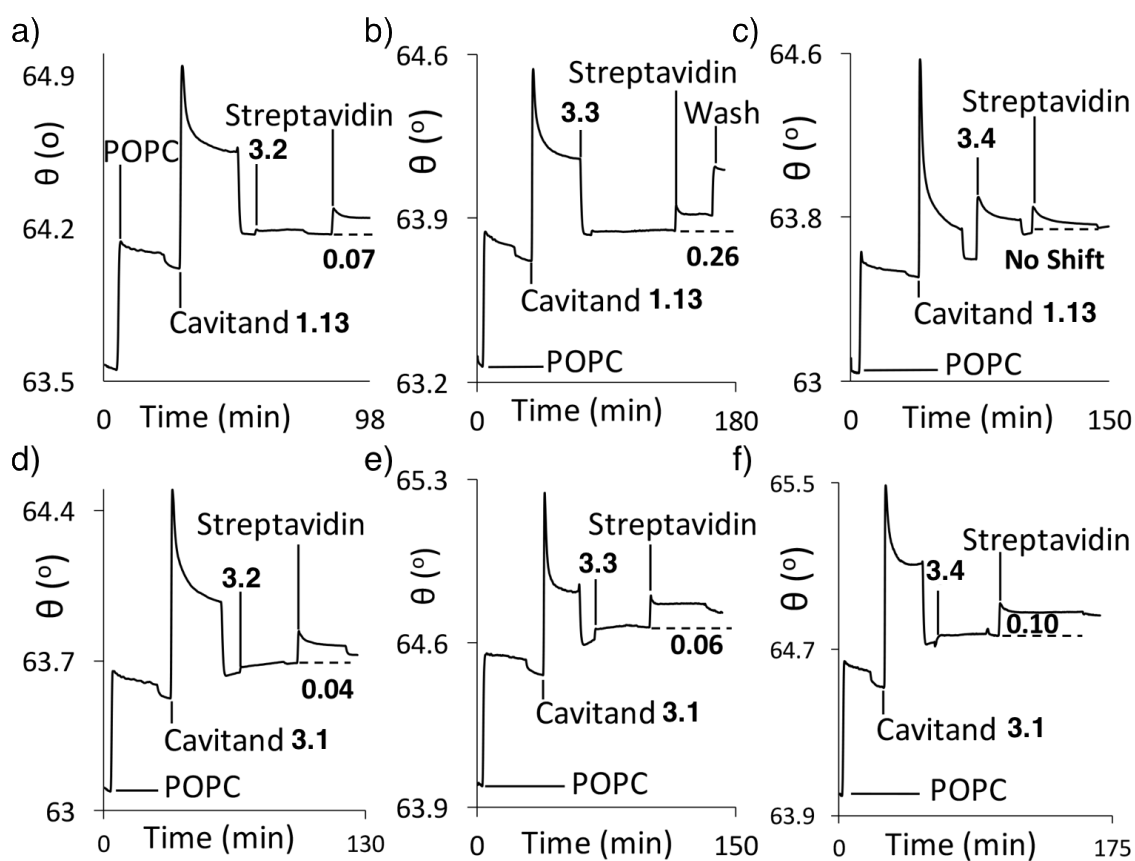 a)
64.9
64.2
63.5
θ (o)
POPC
Streptavidin
3.2
0.07
Cavitand 1.13
0
Time (min)
98
b)
64.6
63.9
63.2
θ (o)
Streptavidin
3.3
Wash
0.26
Cavitand 1.13
POPC
0
Time (min)
180
c)
64.6
63.8
63
θ (o)
Streptavidin
3.4
No Shift
Cavitand 1.13
POPC
0
Time (min)
150
d)
64.4
63.7
63
θ (o)
Streptavidin
3.2
0.04
Cavitand 3.1
POPC
0
Time (min)
130
e)
65.3
64.6
63.9
θ (o)
Streptavidin
3.3
0.06
Cavitand 3.1
POPC
0
Time (min)
150
f)
65.5
64.7
63.9
θ (o)
Streptavidin
3.4
0.10
Cavitand 3.1
POPC
0
Time (min)
175